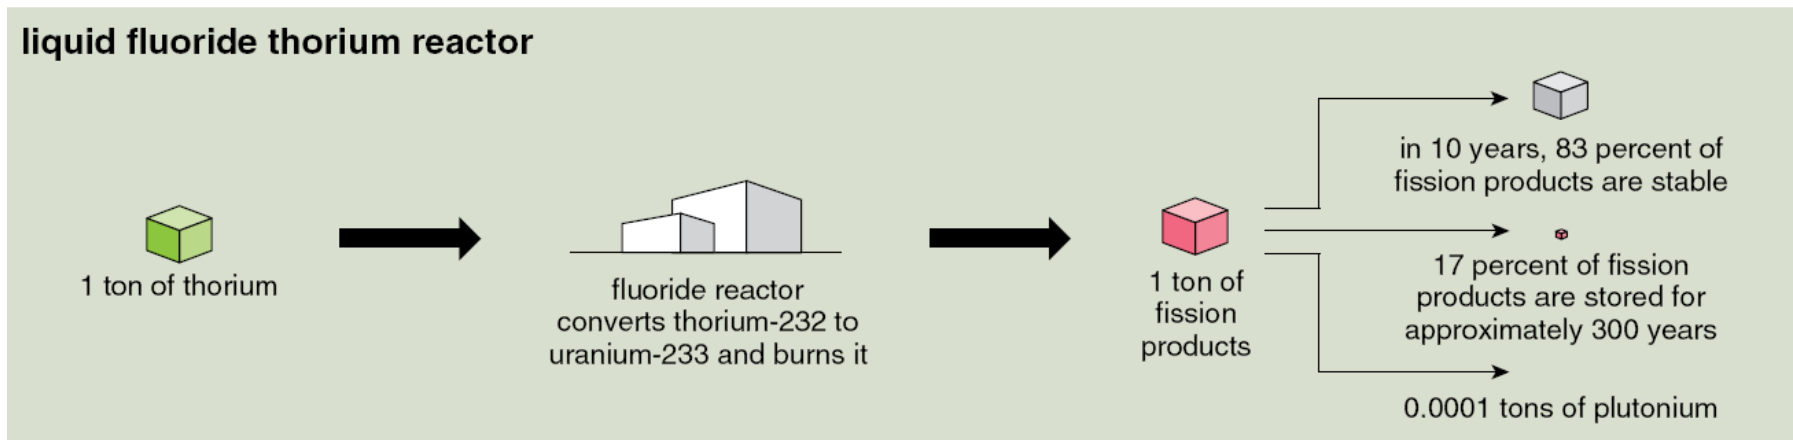 liquid fluoride thorium reactor
1 ton of thorium
fluoride reactor
converts thorium-232 to
uranium-233 and burns it
1 ton of
fission
products
in 10 years, 83 percent of
fission products are stable
17 percent of fission
products are stored for
approximately 300 years
0.0001 tons of plutonium